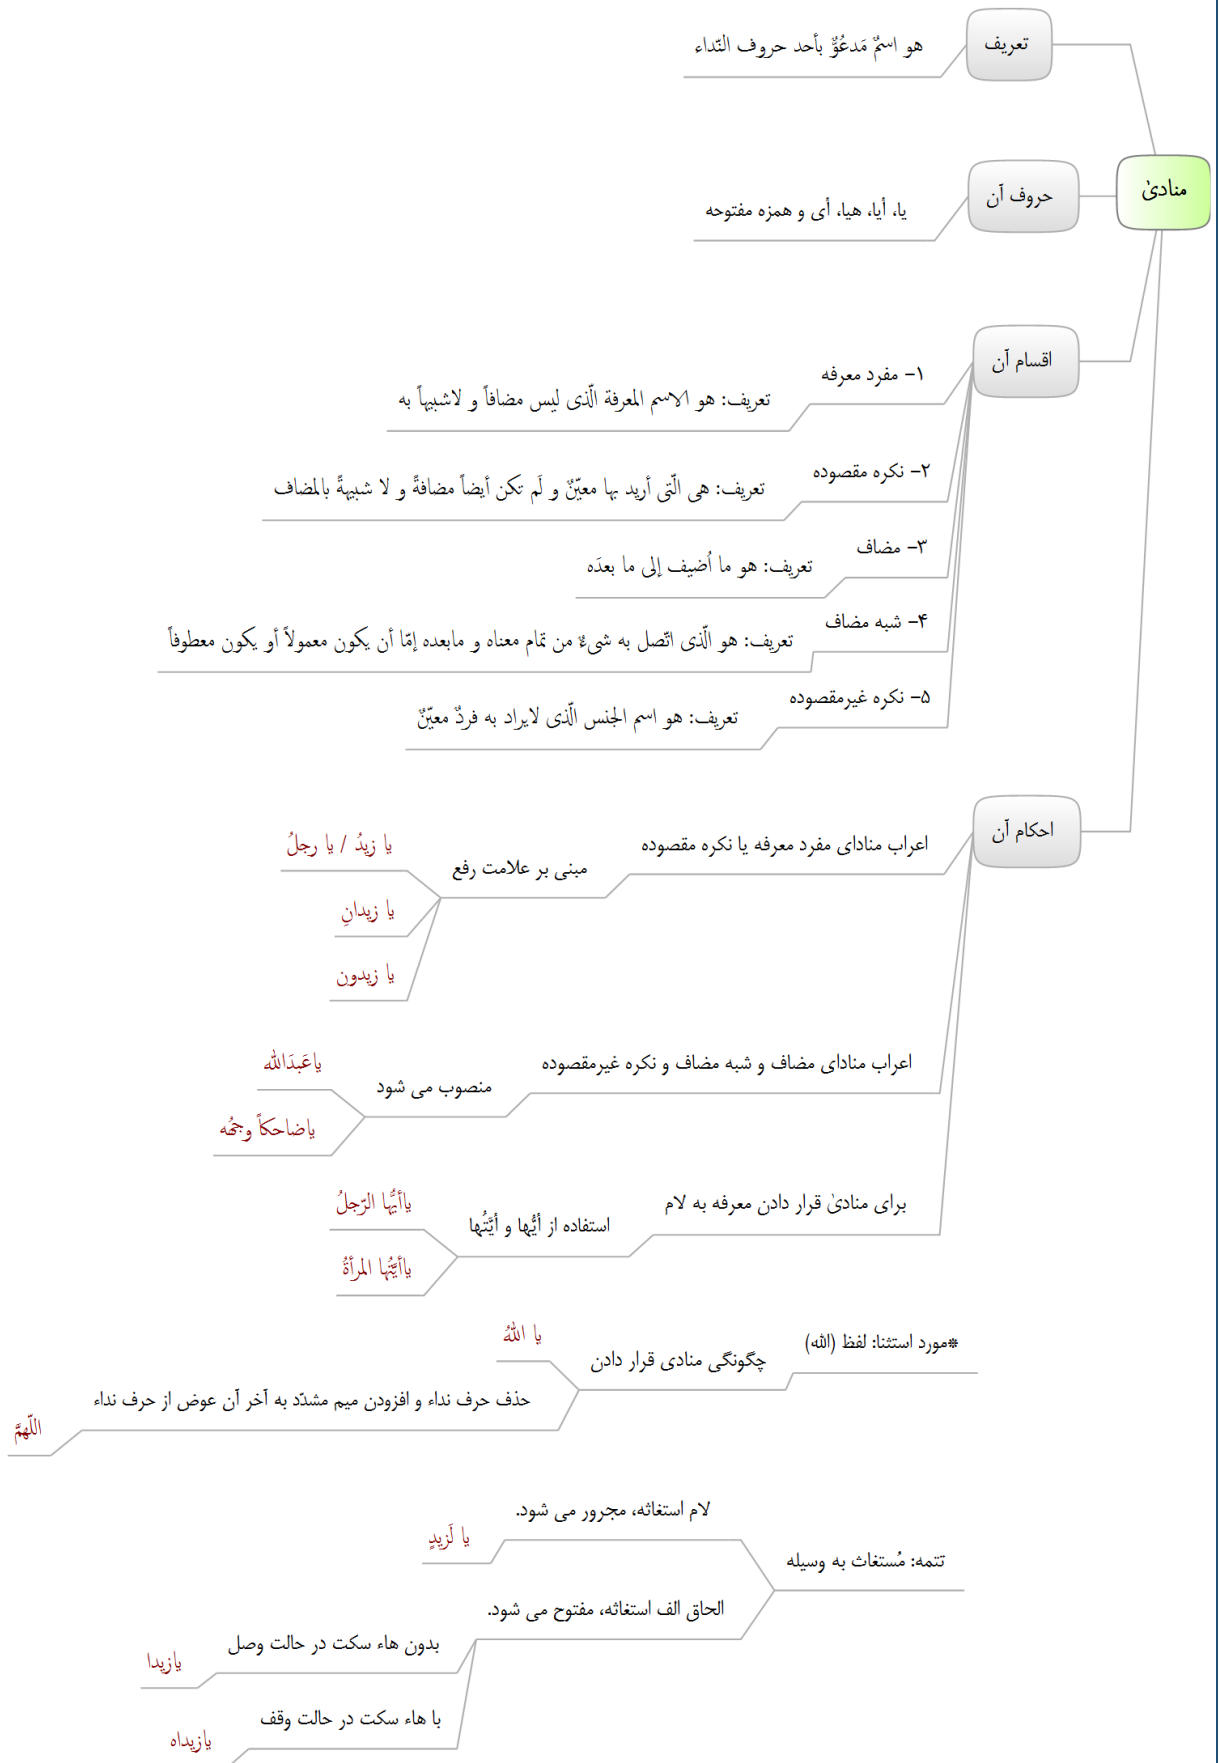 منادیٰ
تعریف
هو اسمٌ مَدعُوٌّ بأحد حروف النّداء
حروف آن
یا، أیا، هیا، أی و همزه مفتوحه
اقسام آن
۱- مفرد معرفه
تعریف: هو الاسم المعرفة الّذی لیس مضافاً و لاشبیهاً به
۲- نکره مقصوده
تعریف: هی الّتی أرید بها معیّنٌ و لَم تکن أیضاً مضافةً و لا شبیهةً بالمضاف
۳- مضاف
تعریف: هو ما اُضیف إلی ما بعدَه
۴- شبه مضاف
تعریف: هو الّذی اتّصل به شیءٌ من تمام معناه و مابعده إمّا أن یکون معمولاً أو یکون معطوفاً
۵- نکره غیرمقصوده
تعریف: هو اسم الجنس الّذی لایراد به فردٌ معیّنٌ
احکام آن
اعراب منادای مفرد معرفه یا نکره مقصوده
مبنی بر علامت رفع
یا زیدُ / یا رجلُ
یا زیدانِ
یا زیدون
اعراب منادای مضاف و شبه مضاف و نکره غیرمقصوده
منصوب می شود
یاعَبدَالله
یاضاحکاً وجهُه
برای منادیٰ قرار دادن معرفه به لام
استفاده از أیُّها و أیَّتُها
یاأیُّها الرّجلُ
یاأیَّتُها المرأةُ
*مورد استثنا: لفظ (الله)
چگونگی منادی قرار دادن
یا اللهُ
حذف حرف نداء و افزودن میم مشدّد به آخر آن عوض از حرف نداء
اللّهمَّ
تتمه: مُستغاث به وسیله
لام استغاثه، مجرور می شود.
یا لَزیدٍ
الحاق الف استغاثه، مفتوح می شود.
بدون هاء سکت در حالت وصل
یازیدا
با هاء سکت در حالت وقف
یازیداه